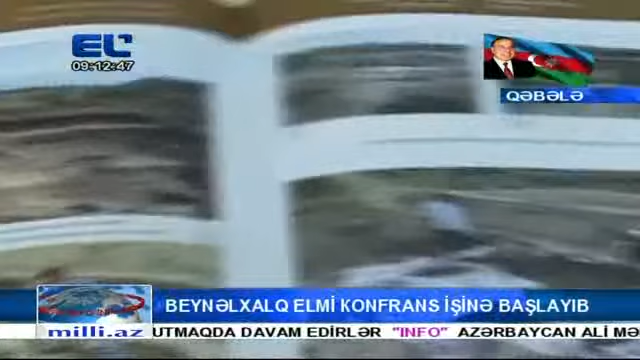 EL
09:12:47
QƏBƏLƏ
BEYNƏLXALQ ELMİ KONFRANS İŞİNƏ BAŞLAYIB
milli.az UTMAQDA DAVAM EDİRLƏR "INFO" AZƏRBAYCAN ALİ MƏ